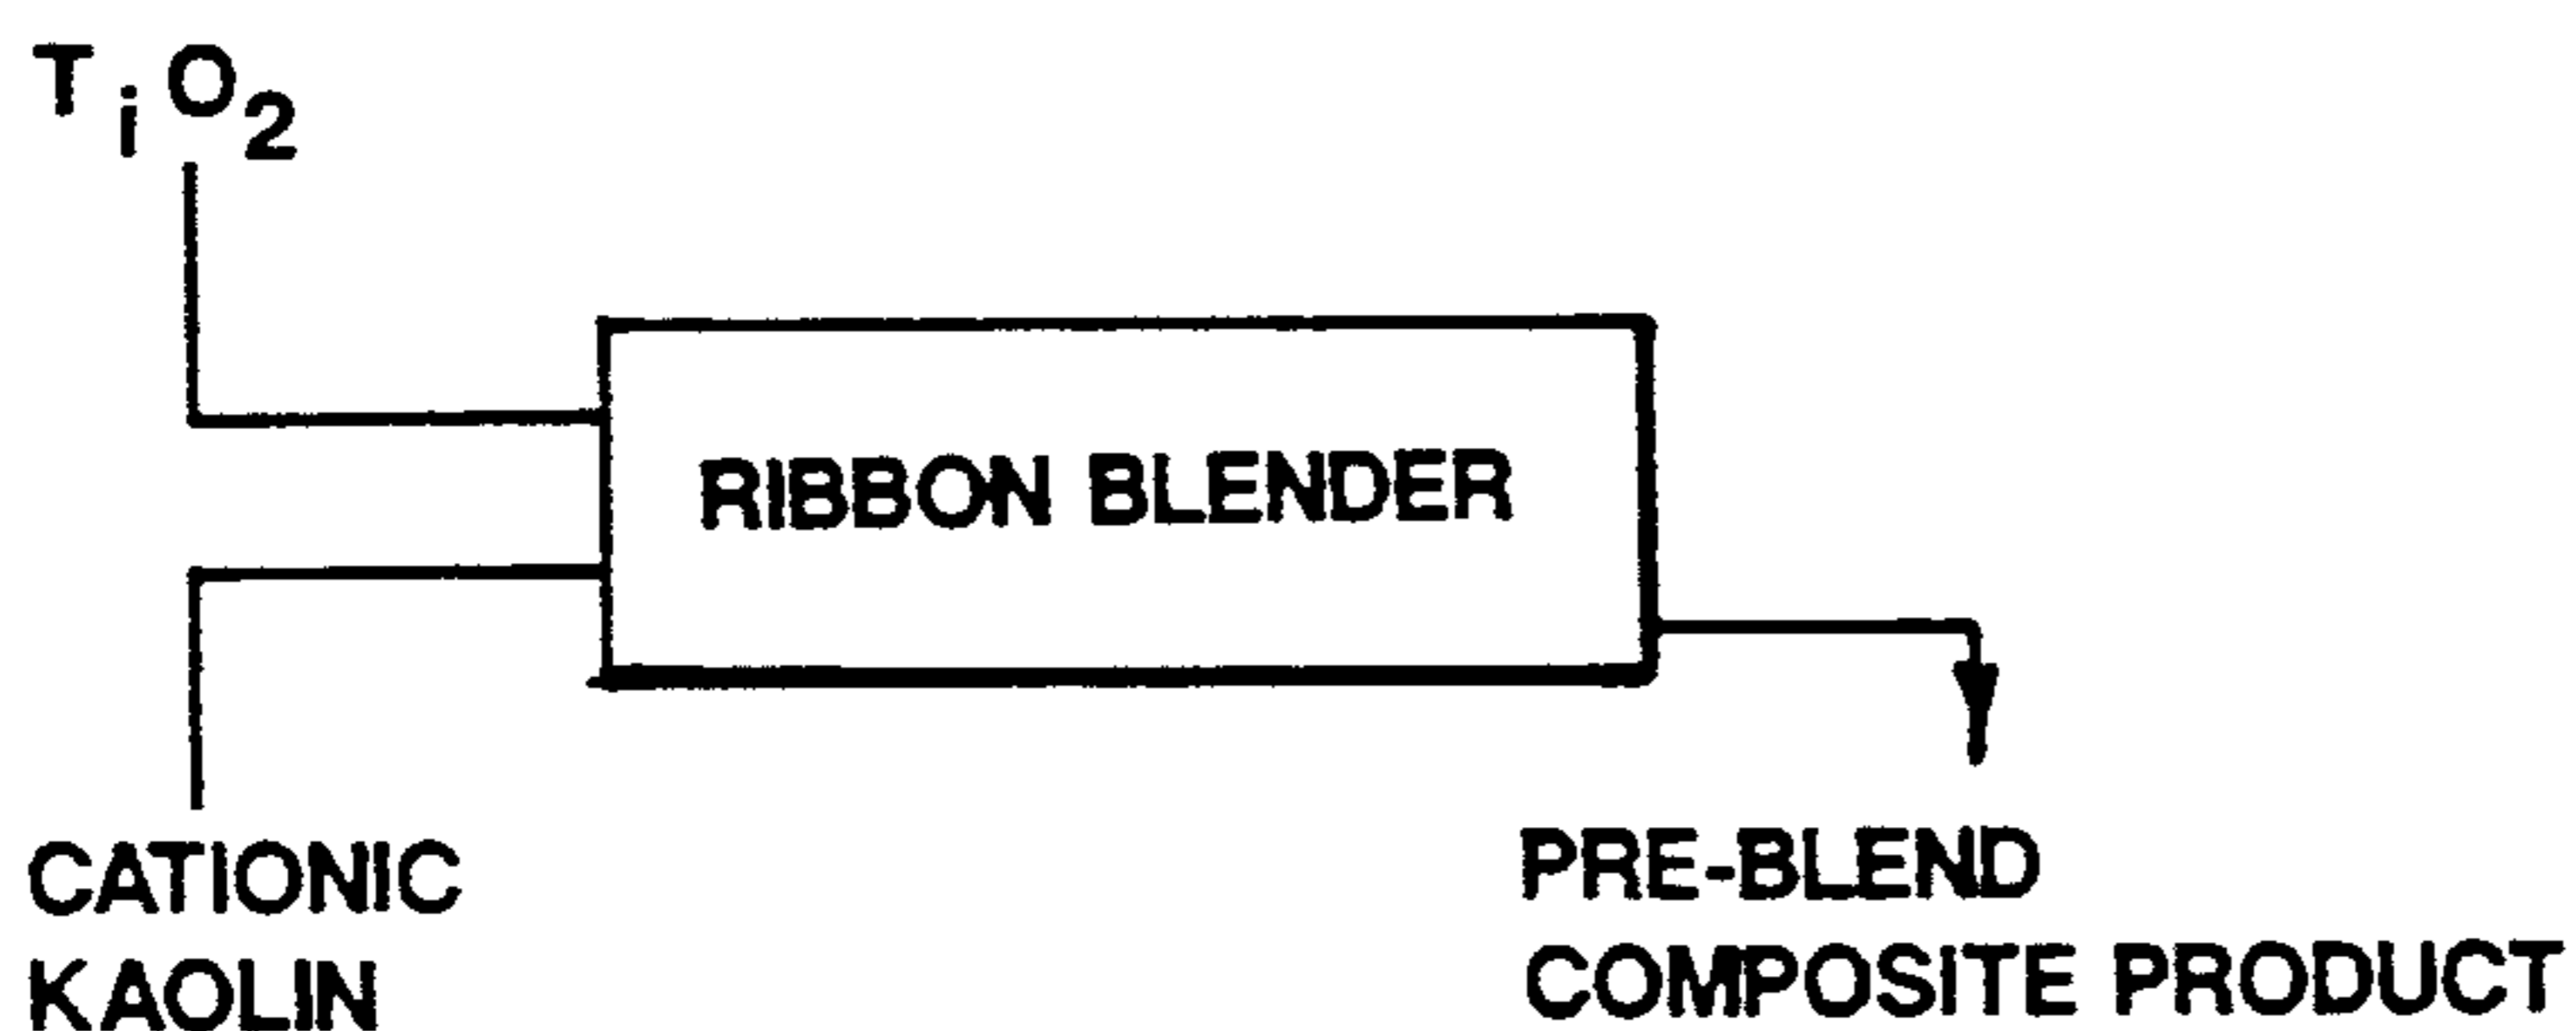 TiO2
RIBBON BLENDER
CATIONIC
KAOLIN
PRE-BLEND
COMPOSITE PRODUCT